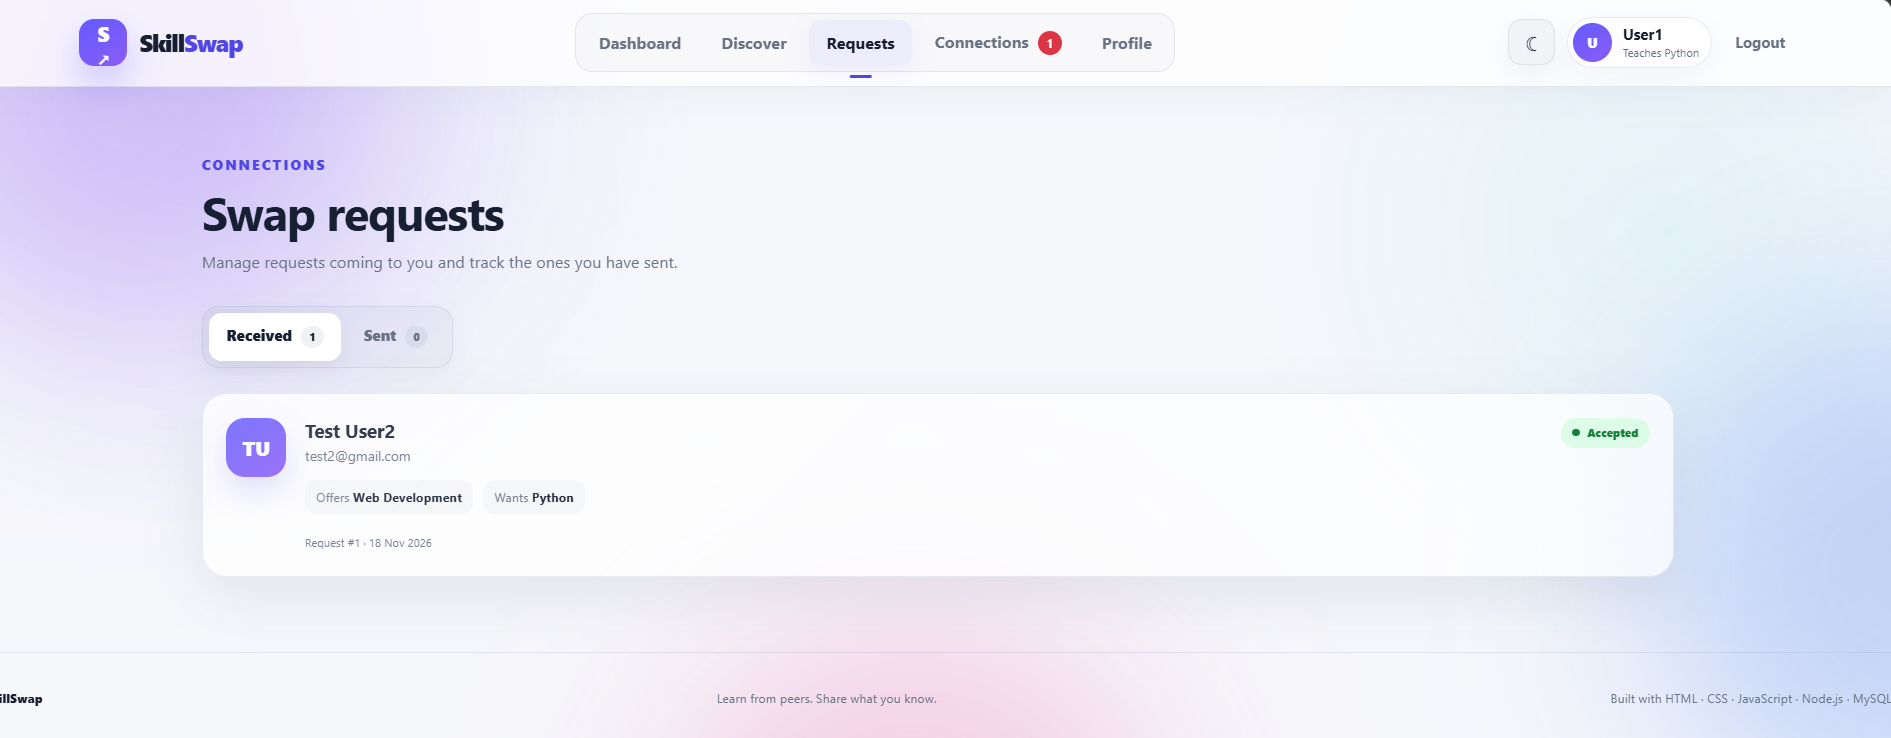 S
↗
SkillSwap
Dashboard
Discover
Requests
Connections 1
Profile
☾
U
User1
Teaches Python
Logout
CONNECTIONS
Swap requests
Manage requests coming to you and track the ones you have sent.
Received 1
Sent 0
TU
Test User2
test2@gmail.com
Offers Web Development
Wants Python
Request #1 · 18 Nov 2026
Accepted
illSwap
Learn from peers. Share what you know.
Built with HTML · CSS · JavaScript · Node.js · MySQL